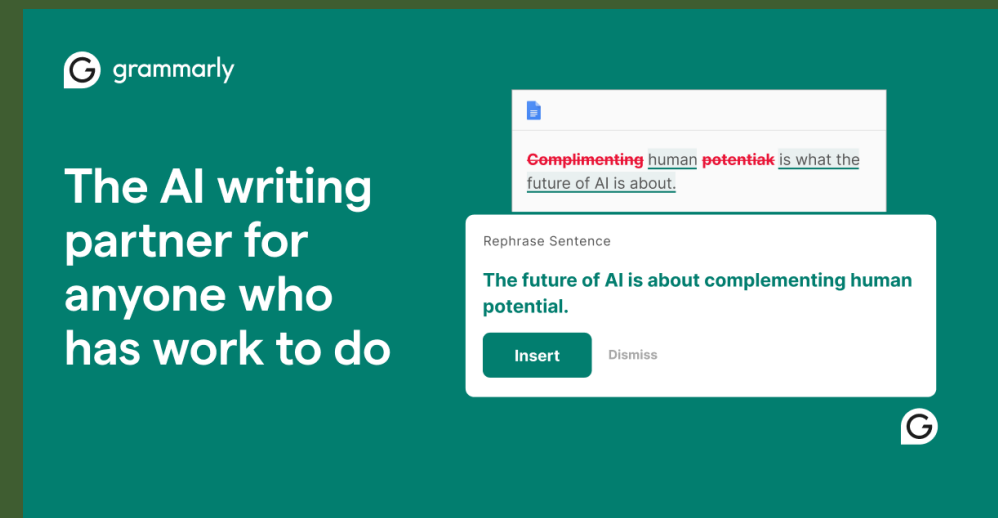 grammarly
The AI writing
partner for
anyone who
has work to do
Complimenting human potentiak is what the
future of AI is about.
Rephrase Sentence
The future of AI is about complementing human
potential.
Insert
Dismiss